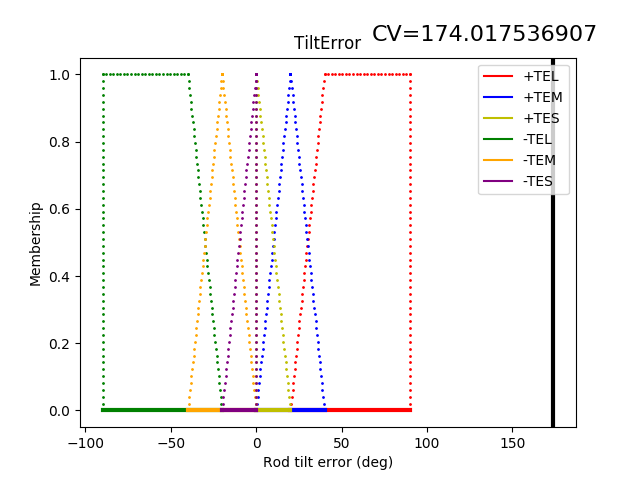 CV=174.017536907
TiltError
+TEL
+TEM
+TES
-TEL
-TEM
-TES
1.0
0.8
0.6
0.4
0.2
0.0
Membership
−100 −50 0 50 100 150
Rod tilt error (deg)